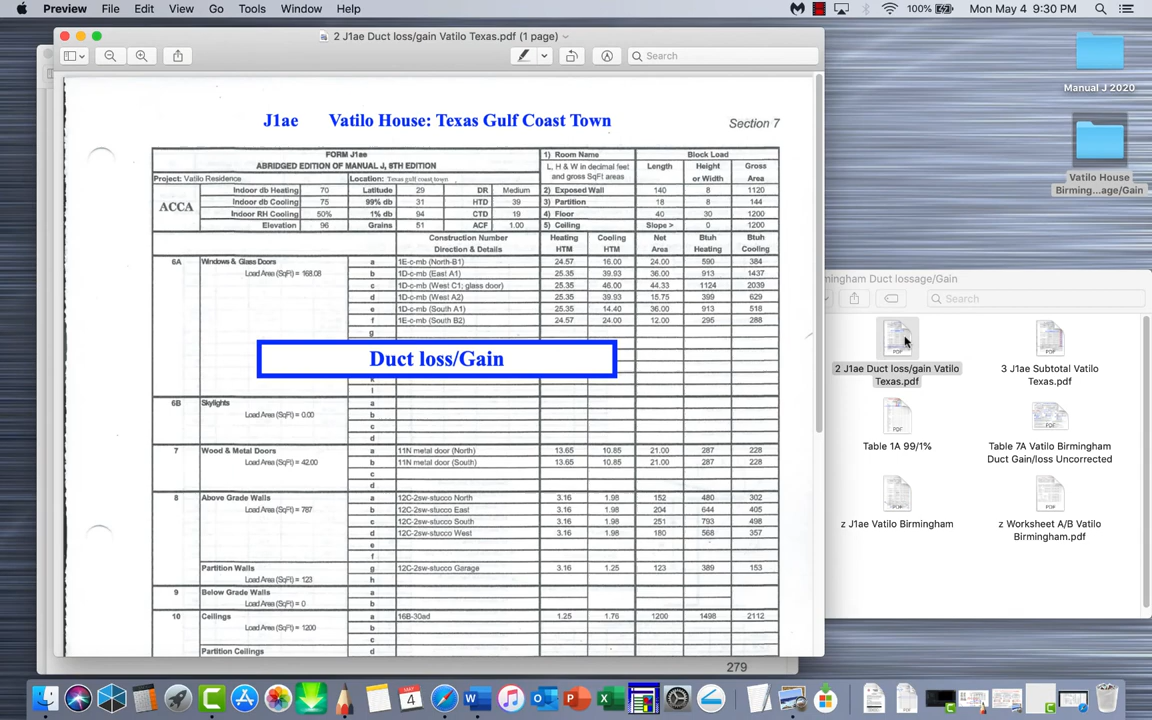 Preview File Edit View Go Tools Window Help
100% Mon May 4 9:30 PM
2 J1ae Duct loss/gain Vatilo Texas.pdf (1 page)
Search
J1ae Vatilo House: Texas Gulf Coast Town
Section 7
FORM J1ae
ABRIDGED EDITION OF MANUAL J, 8TH EDITION
1) Room Name Block Load
L, H & W in decimal feet and gross SqFt areas Length Height or Width Gross Area
Project: Vatilo Residence Location: Texas gulf coast town
ACCA
Indoor db Heating 70 Latitude 29 DR Medium 2) Exposed Wall 140 8 1120
Indoor db Cooling 75 99% db 31 HTD 39 3) Partition 18 8 144
Indoor RH Cooling 50% 1% db 94 CTD 19 4) Floor 40 30 1200
Elevation 96 Grains 51 ACF 1.00 5) Ceiling Slope > 0 1200
Construction Number Direction & Details Heating HTM Cooling HTM Net Area Btuh Heating Btuh Cooling
6A Windows & Glass Doors a 1E-c-mb (North-B1) 24.57 16.00 24.00 590 384
Load Area (SqFt) = 168.08 b 1D-c-mb (East A1) 25.35 39.93 36.00 913 1437
c 1D-c-mb (West C1; glass door) 25.35 46.00 44.33 1124 2039
d 1D-c-mb (West A2) 25.35 39.93 15.75 399 629
e 1D-c-mb (South A1) 25.35 14.40 36.00 913 518
f 1E-c-mb (South B2) 24.57 24.00 12.00 295 288
g
Duct loss/Gain
k
l
6B Skylights a
Load Area (SqFt) = 0.00 b
c
d
7 Wood & Metal Doors a 11N metal door (North) 13.65 10.85 21.00 287 228
Load Area (SqFt) = 42.00 b 11N metal door (South) 13.65 10.85 21.00 287 228
c
d
8 Above Grade Walls a 12C-2sw-stucco North 3.16 1.98 152 480 302
Load Area (SqFt) = 787 b 12C-2sw-stucco East 3.16 1.98 204 644 405
c 12C-2sw-stucco South 3.16 1.98 251 793 498
d 12C-2sw-stucco West 3.16 1.98 180 568 357
e
f
Partition Walls g 12C-2sw-stucco Garage 3.16 1.25 123 389 153
Load Area (SqFt) = 123 h
9 Below Grade Walls a
Load Area (SqFt) = 0 b
10 Ceilings a 16B-30ad 1.25 1.76 1200 1498 2112
Load Area (SqFt) = 1200 b
c
Partition Ceilings d
279
Manual J 2020
Vatilo House
Birming...age/Gain
mingham Duct lossage/Gain
Search
2 J1ae Duct loss/gain Vatilo
Texas.pdf
3 J1ae Subtotal Vatilo
Texas.pdf
Table 1A 99/1%
Table 7A Vatilo Birmingham
Duct Gain/loss Uncorrected
z J1ae Vatilo Birmingham
z Worksheet A/B Vatilo
Birmingham.pdf